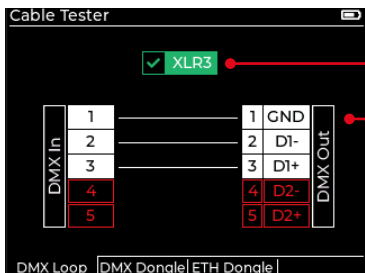 Cable Tester
XLR3
DMX In
1 1 GND
2 2 D1-
3 3 D1+
4 4 D2-
5 5 D2+
DMX Out
DMX Loop DMX Dongle ETH Dongle